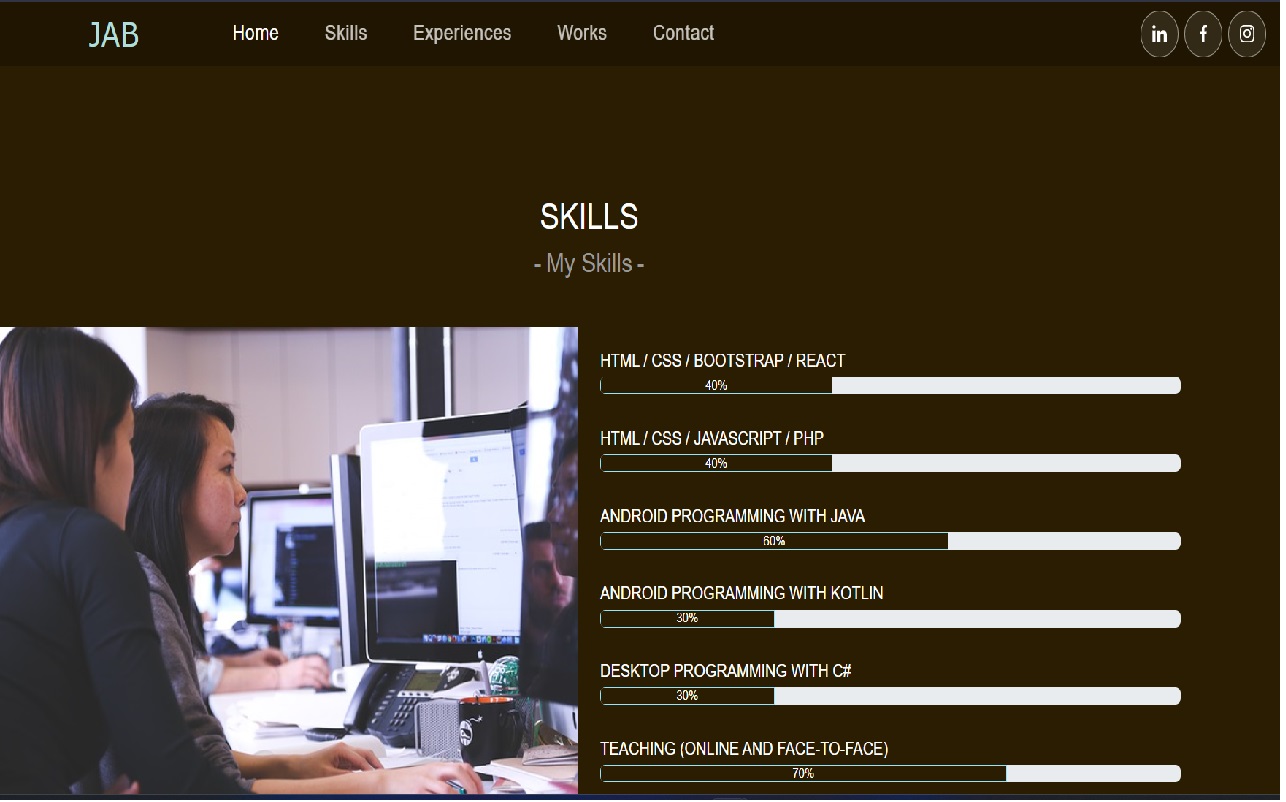 JAB
Home Skills Experiences Works Contact
in f
SKILLS
- My Skills -
HTML / CSS / BOOTSTRAP / REACT
40%
HTML / CSS / JAVASCRIPT / PHP
40%
ANDROID PROGRAMMING WITH JAVA
60%
ANDROID PROGRAMMING WITH KOTLIN
30%
DESKTOP PROGRAMMING WITH C#
30%
TEACHING (ONLINE AND FACE-TO-FACE)
70%